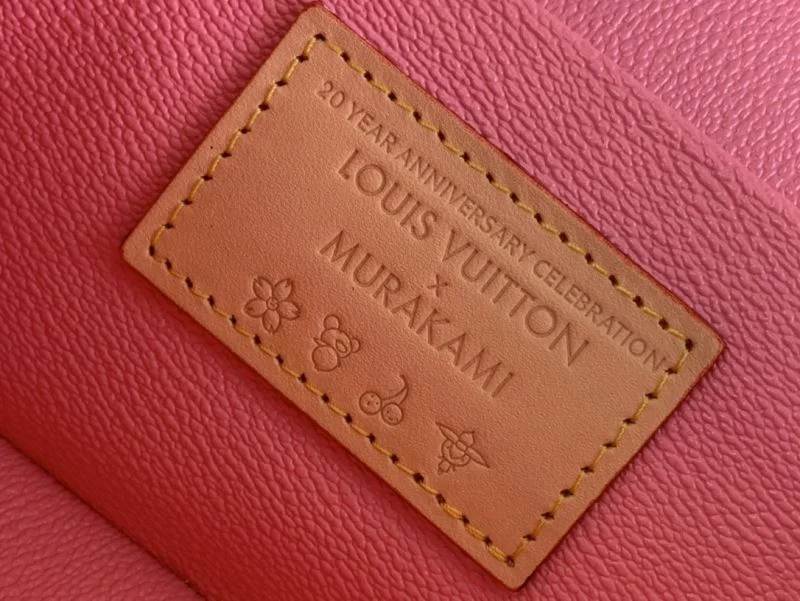 20 YEAR ANNIVERSARY CELEBRATION
LOUIS VUITTON
x
MURAKAMI